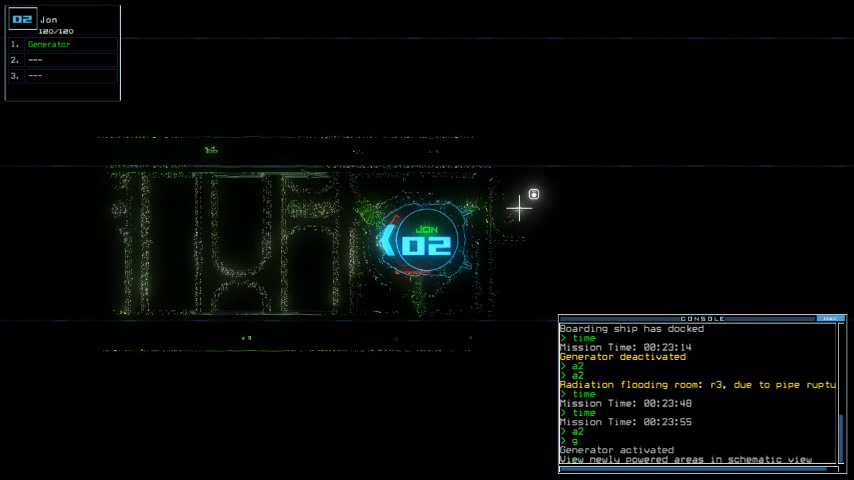 02 Jon
120/120
1. Generator
2. ---
3. ---
JON
02
CONSOLE
Boarding ship has docked
> time
Mission Time: 00:23:14
Generator deactivated
> a2
> a2
Radiation flooding room: r3, due to pipe ruptu
> time
Mission Time: 00:23:48
> time
Mission Time: 00:23:55
> a2
> g
Generator activated
View newly powered areas in schematic view